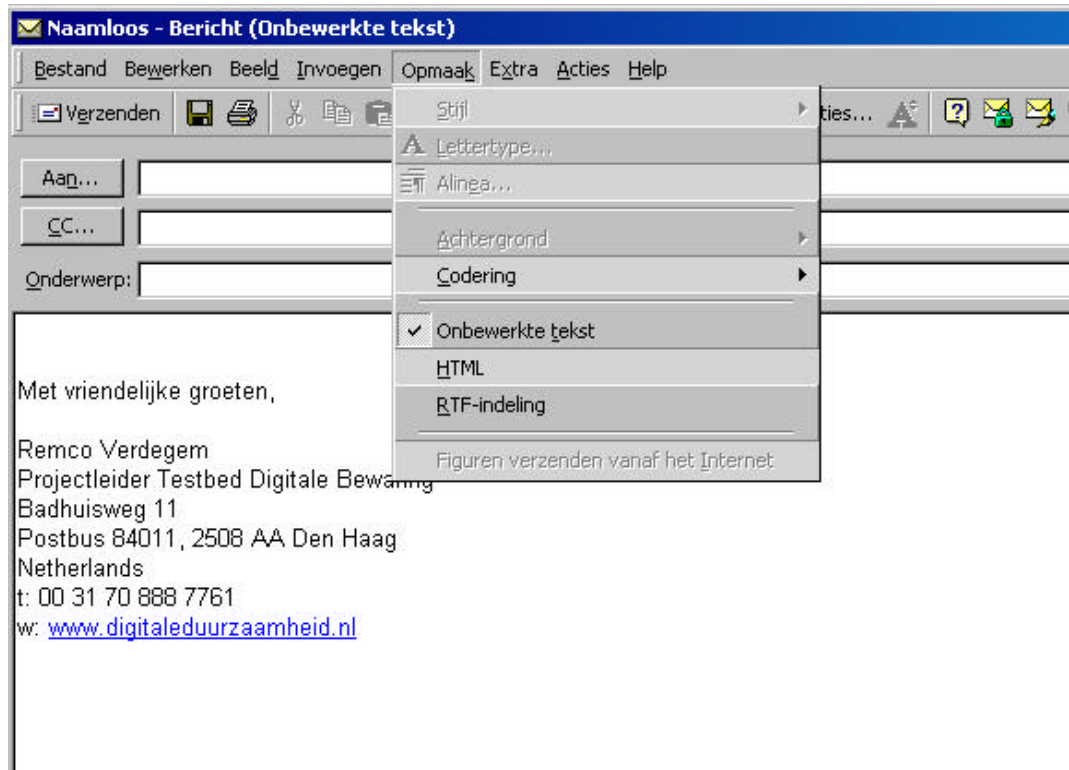 Naamloos - Bericht (Onbewerkte tekst)
Bestand Bewerken Beeld Invoegen Opmaak Extra Acties Help
Verzenden ties...
Stijl
Lettertype...
Alinea...
Achtergrond
Codering
Onbewerkte tekst
HTML
RTF-indeling
Figuren verzenden vanaf het Internet
Aan...
CC...
Onderwerp:
Met vriendelijke groeten,
Remco Verdegem
Projectleider Testbed Digitale Bewaring
Badhuisweg 11
Postbus 84011, 2508 AA Den Haag
Netherlands
t: 00 31 70 888 7761
w: www.digitaleduurzaamheid.nl